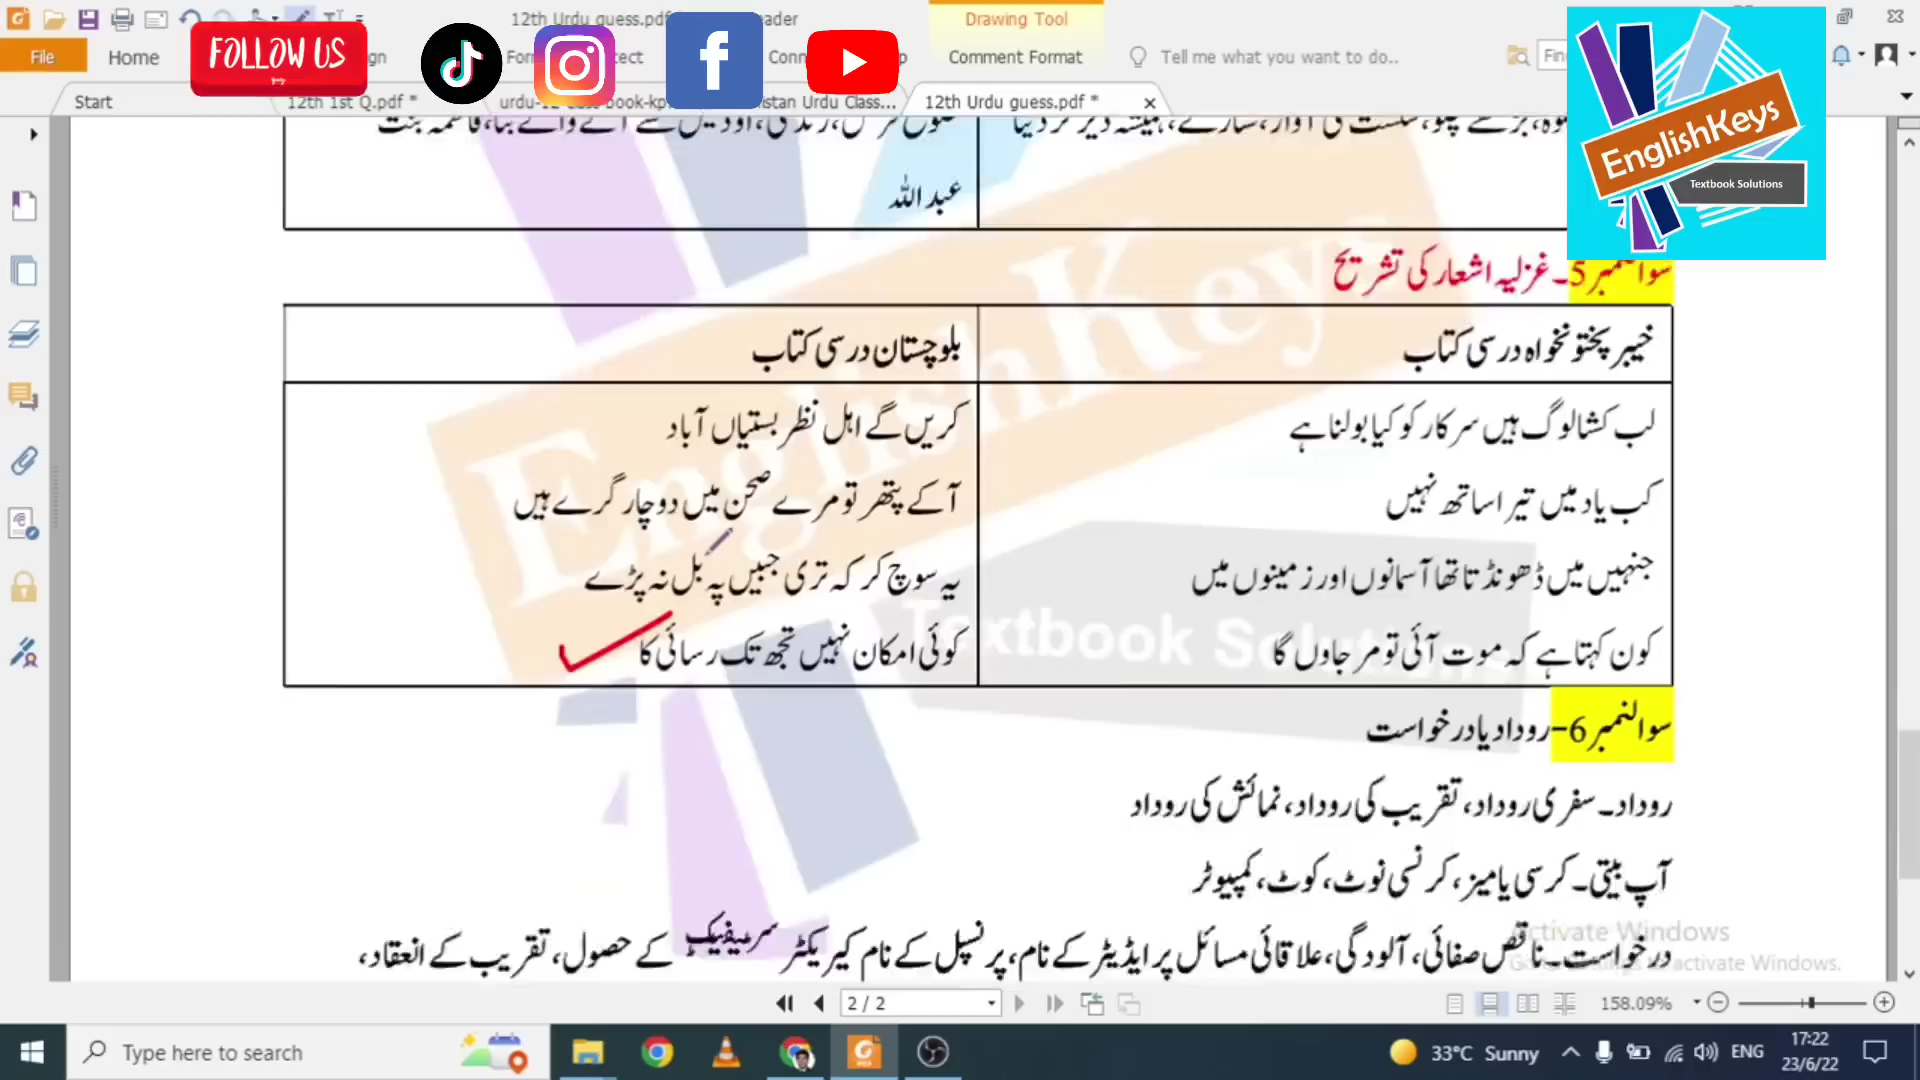 12th Urdu guess.pdf
Drawing Tool
FOLLOW US
File
Home
Comment Format
Tell me what you want to do..
EnglishKeys
Textbook Solutions
Start
12th 1st Q.pdf *
12th Urdu guess.pdf *
عبداللہ
سوالنمبر 5۔ غزلیہ اشعار کی تشریح
خیبر پختونخواہ درسی کتاب
بلوچستان درسی کتاب
لب کشا لوگ ہیں سرکار کو کیا بولنا ہے
کریں گے اہل نظر بستیاں آباد
کب یاد میں تیرا ساتھ نہیں
آکے پتھر تو مرے صحن میں دو چار گرے ہیں
جنہیں میں ڈھونڈتا تھا آسمانوں اور زمینوں میں
یہ سوچ کر کہ تری جبیں پہ بل نہ پڑے
کون کہتا ہے کہ موت آئی تو مر جاوں گا
کوئی امکان نہیں تجھ تک رسائی کا
سوالنمبر 6- روداد یا درخواست
روداد۔ سفری روداد، تقریب کی روداد، نمائش کی روداد
آپ بیتی۔ کرسی یا میز، کرنسی نوٹ، کوٹ، کمپیوٹر
درخواست۔ ناقص صفائی، آلودگی، علاقائی مسائل پر ایڈیٹر کے نام، پرنسپل کے نام کیریکٹر سرٹیفیکیٹ کے حصول، تقریب کے انعقاد،
EnglishKeys
Textbook Solutions
Activate Windows
2 / 2
158.09%
Type here to search
33°C Sunny
ENG
17:22
23/6/22